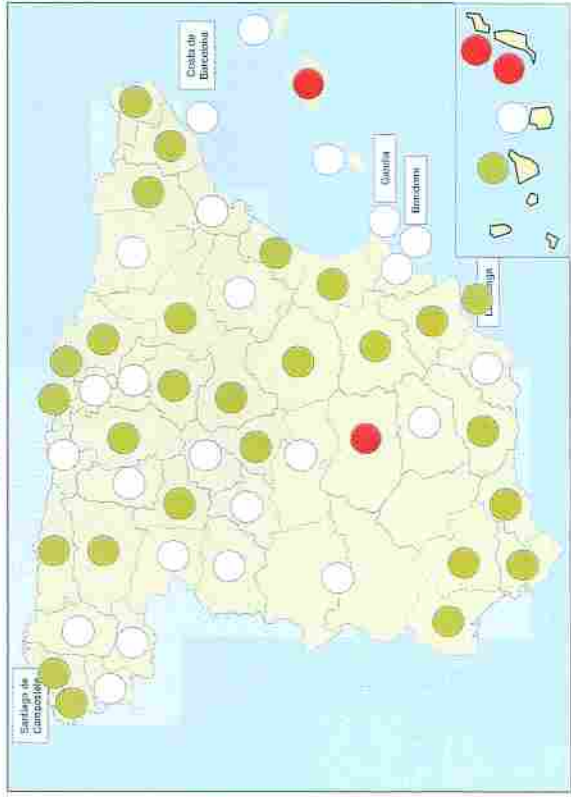 Santiago de
Compostela
Costa de
Barcelona
Gandia
Benidorm